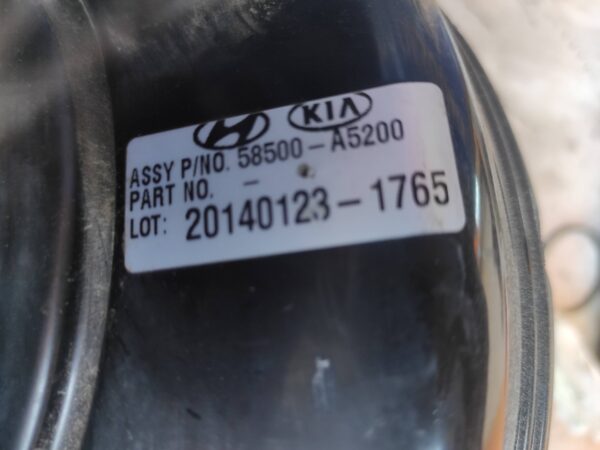 KIA
ASSY P/NO. 58500-A5200
PART NO. -
LOT: 20140123-1765